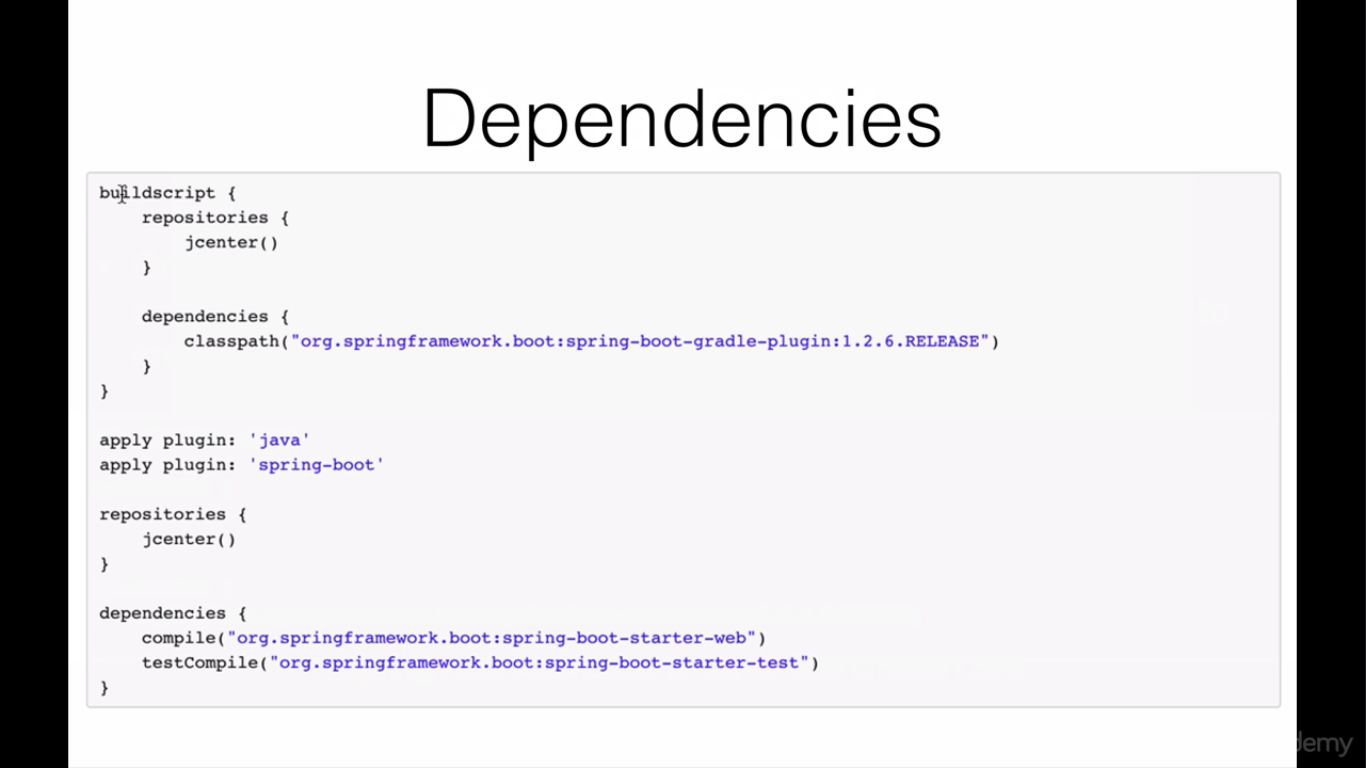 Dependencies
buildscript {
    repositories {
        jcenter()
    }

    dependencies {
        classpath("org.springframework.boot:spring-boot-gradle-plugin:1.2.6.RELEASE")
    }
}

apply plugin: 'java'
apply plugin: 'spring-boot'

repositories {
    jcenter()
}

dependencies {
    compile("org.springframework.boot:spring-boot-starter-web")
    testCompile("org.springframework.boot:spring-boot-starter-test")
}
demy